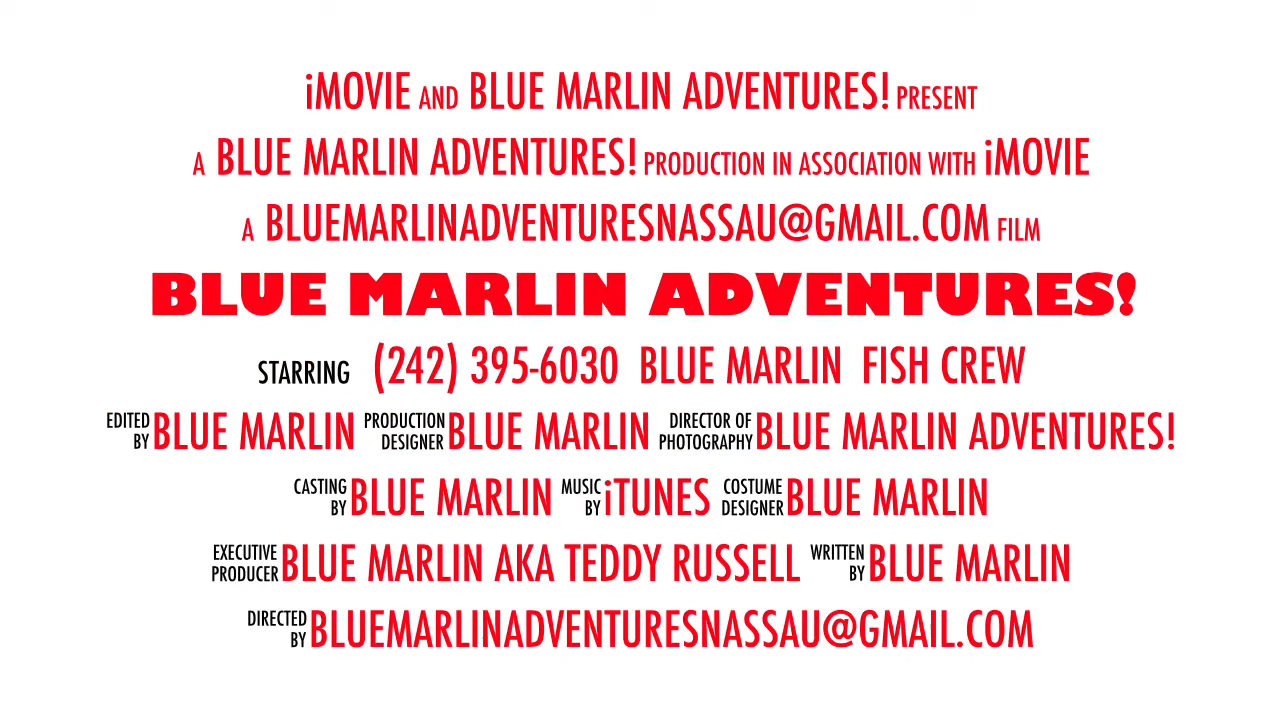 iMOVIE AND BLUE MARLIN ADVENTURES! PRESENT
A BLUE MARLIN ADVENTURES! PRODUCTION IN ASSOCIATION WITH iMOVIE
A BLUEMARLINADVENTURESNASSAU@GMAIL.COM FILM
BLUE MARLIN ADVENTURES!
STARRING (242) 395-6030 BLUE MARLIN FISH CREW
EDITED BY BLUE MARLIN PRODUCTION DESIGNER BLUE MARLIN DIRECTOR OF PHOTOGRAPHY BLUE MARLIN ADVENTURES!
CASTING BY BLUE MARLIN MUSIC BY iTUNES COSTUME DESIGNER BLUE MARLIN
EXECUTIVE PRODUCER BLUE MARLIN AKA TEDDY RUSSELL WRITTEN BY BLUE MARLIN
DIRECTED BY BLUEMARLINADVENTURESNASSAU@GMAIL.COM